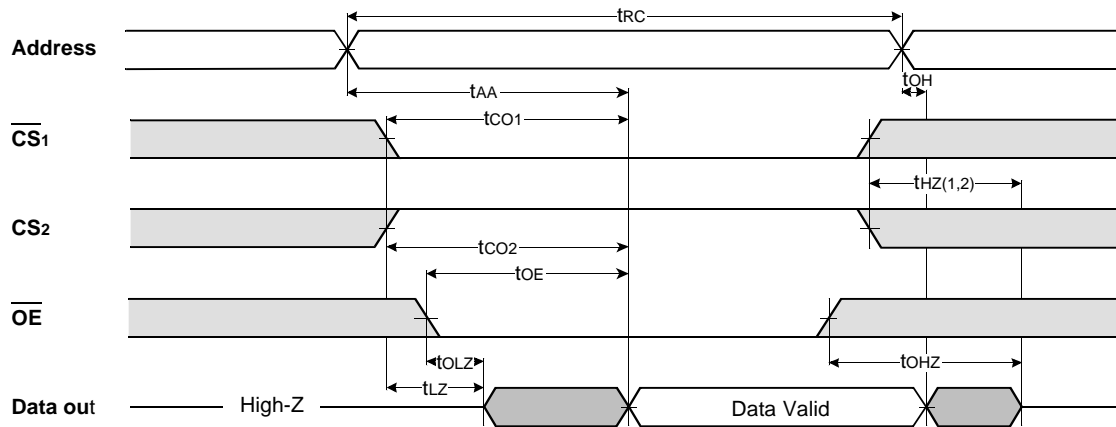 tRC
Address
tOH
tAA
tCO1
CS1
tHZ(1,2)
CS2
tCO2
tOE
OE
tOLZ
tOHZ
tLZ
Data out
High-Z
Data Valid